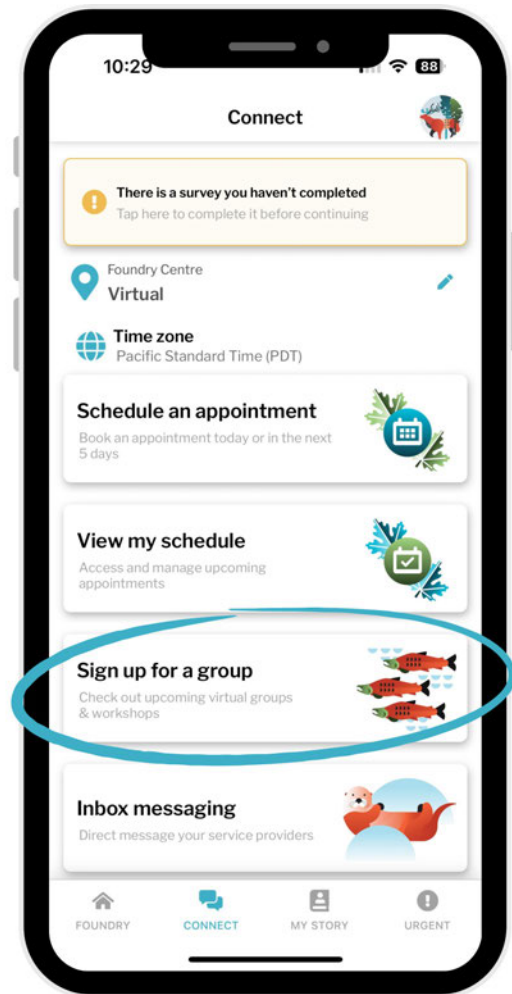 10:29
88
Connect
There is a survey you haven't completed
Tap here to complete it before continuing
Foundry Centre
Virtual
Time zone
Pacific Standard Time (PDT)
Schedule an appointment
Book an appointment today or in the next
5 days
View my schedule
Access and manage upcoming
appointments
Sign up for a group
Check out upcoming virtual groups
& workshops
Inbox messaging
Direct message your service providers
FOUNDRY CONNECT MY STORY URGENT